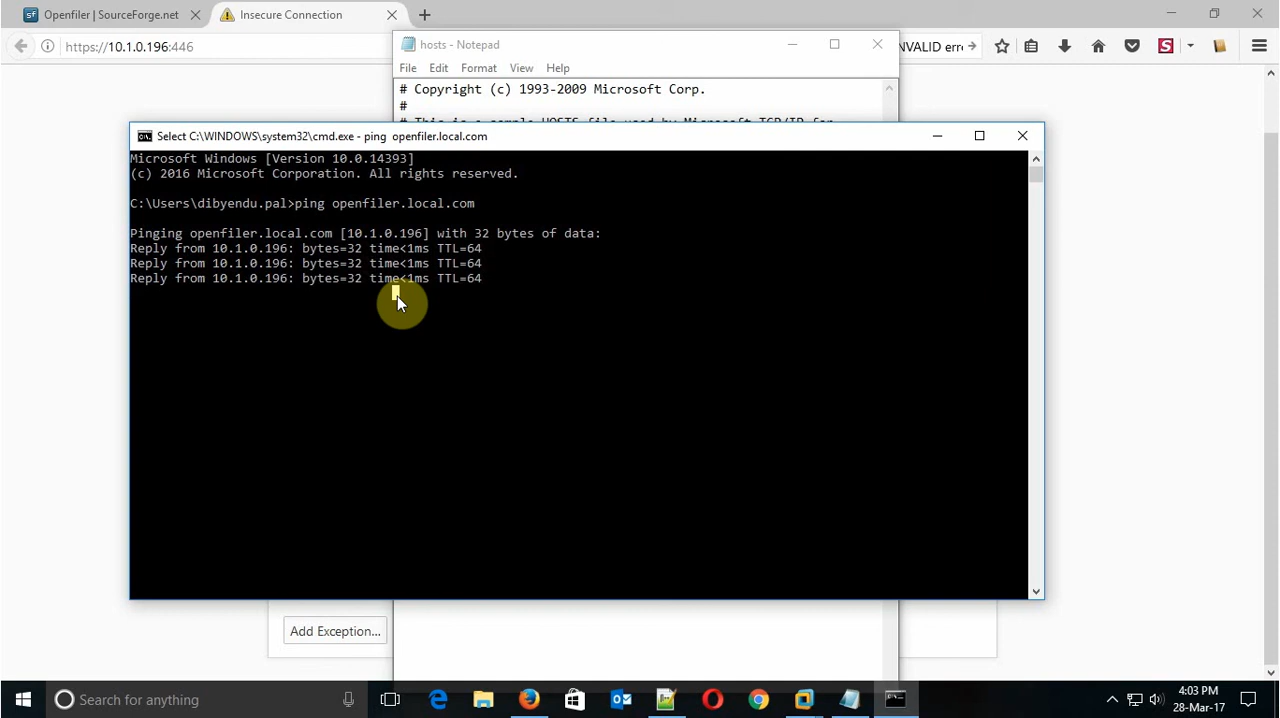 Openfiler | SourceForge.net
Insecure Connection
https://10.1.0.196:446
hosts - Notepad
File Edit Format View Help
# Copyright (c) 1993-2009 Microsoft Corp.
#
Select C:\WINDOWS\system32\cmd.exe - ping  openfiler.local.com
Microsoft Windows [Version 10.0.14393]
(c) 2016 Microsoft Corporation. All rights reserved.
C:\Users\dibyendu.pal>ping openfiler.local.com
Pinging openfiler.local.com [10.1.0.196] with 32 bytes of data:
Reply from 10.1.0.196: bytes=32 time<1ms TTL=64
Reply from 10.1.0.196: bytes=32 time<1ms TTL=64
Reply from 10.1.0.196: bytes=32 time<1ms TTL=64
Add Exception...
Search for anything
4:03 PM
28-Mar-17